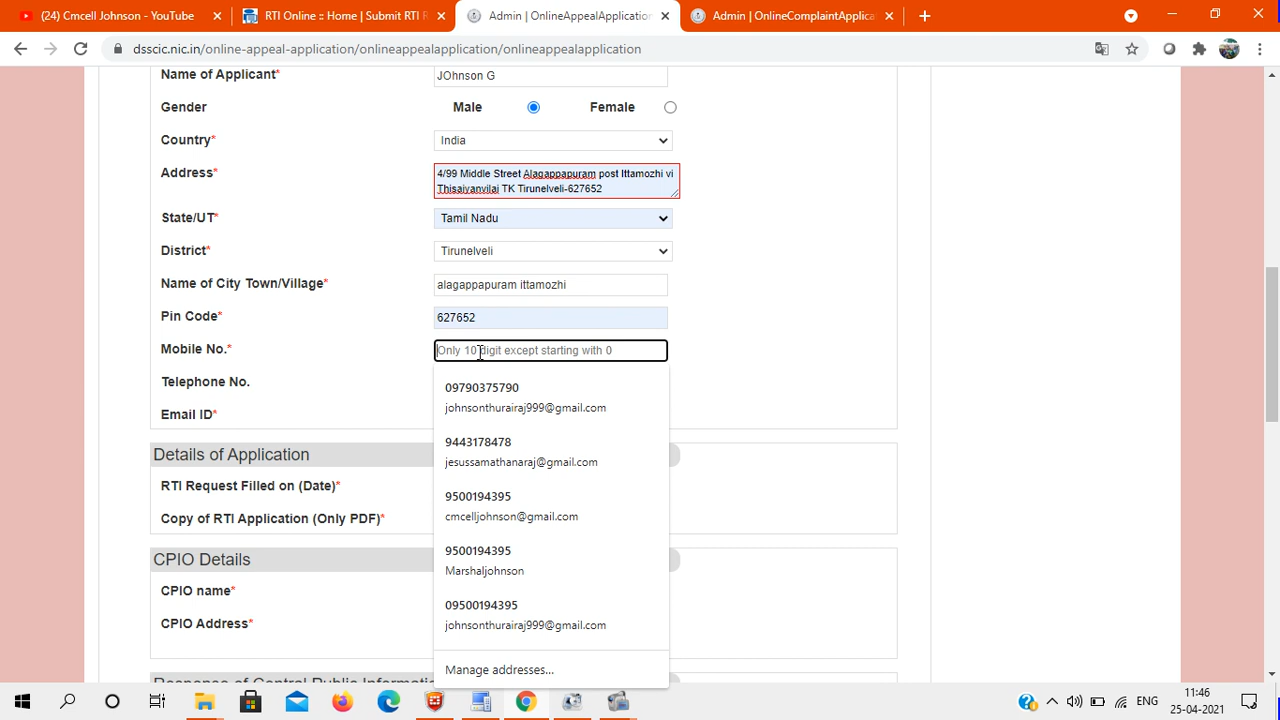 (24) Cmcell Johnson - YouTube
RTI Online :: Home | Submit RTI R
Admin | OnlineAppealApplication
Admin | OnlineComplaintApplica
dsscic.nic.in/online-appeal-application/onlineappealapplication/onlineappealapplication
Name of Applicant*
JOhnson G
Gender
Male
Female
Country*
India
Address*
4/99 Middle Street Alagappapuram post Ittamozhi vi
Thisaiyanvilai TK Tirunelveli-627652
State/UT*
Tamil Nadu
District*
Tirunelveli
Name of City Town/Village*
alagappapuram ittamozhi
Pin Code*
627652
Mobile No.*
Only 10 digit except starting with 0
Telephone No.
09790375790
johnsonthurairaj999@gmail.com
Email ID*
9443178478
jesussamathanaraj@gmail.com
Details of Application
RTI Request Filled on (Date)*
9500194395
cmcelljohnson@gmail.com
Copy of RTI Application (Only PDF)*
9500194395
Marshaljohnson
CPIO Details
CPIO name*
09500194395
johnsonthurairaj999@gmail.com
CPIO Address*
Manage addresses...
Response of Central Public Informati
ENG
11:46
25-04-2021